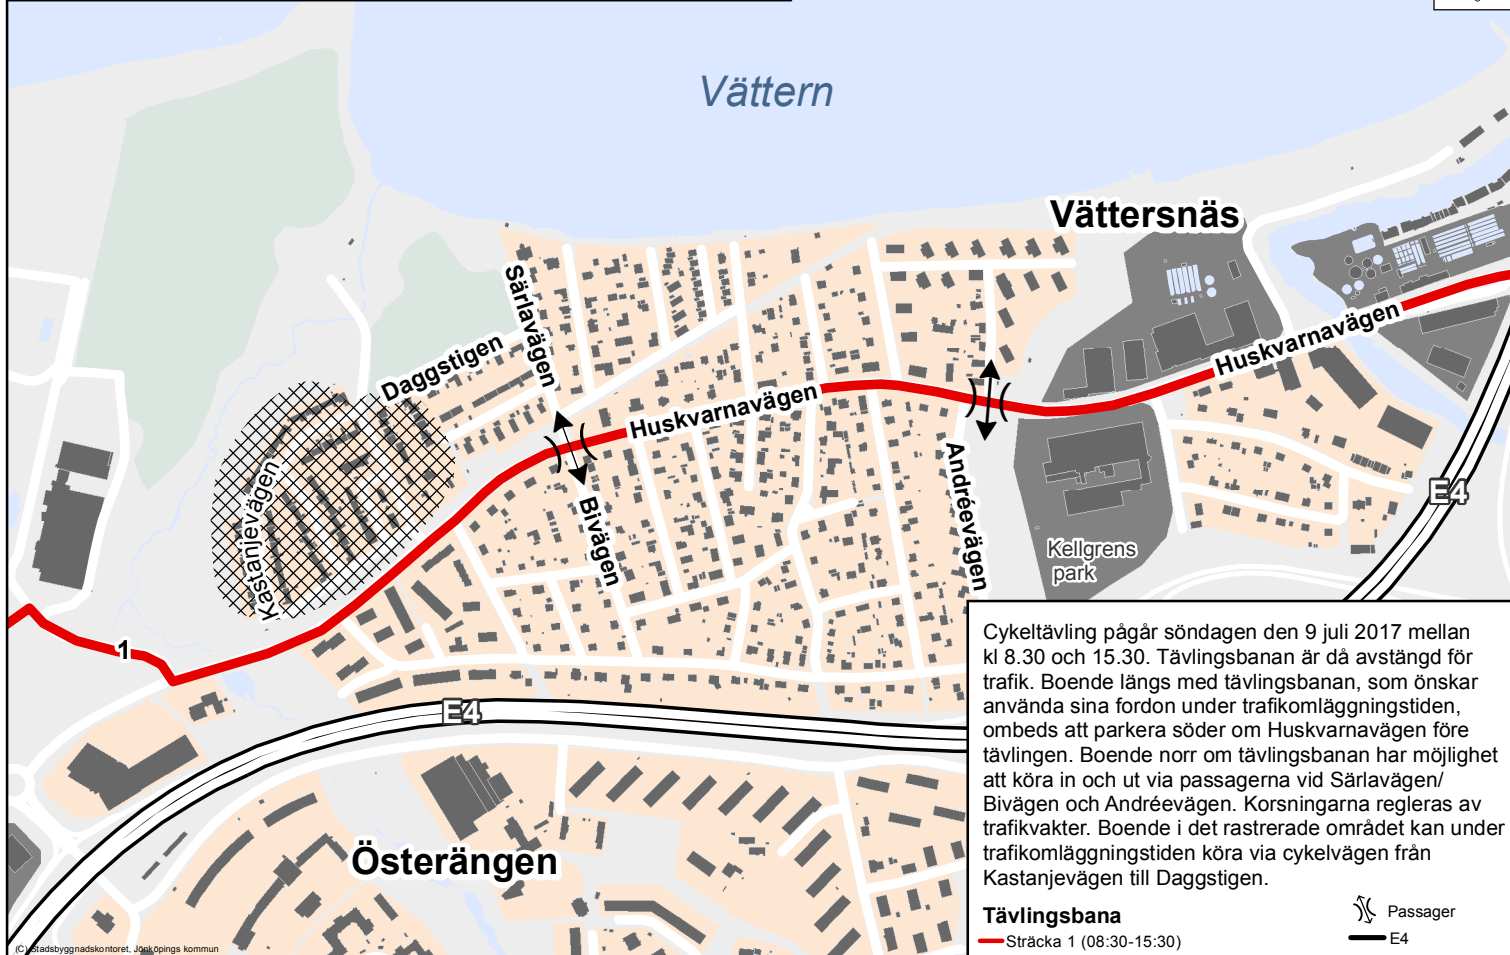 Vättern
Vättersnäs
Särlavägen
Daggstigen
Huskvarnavägen
Huskvarnavägen
Kastanjevägen
Bivägen
Andréevägen
E4
Kellgrens
park
1
E4
Österängen
Cykeltävling pågår söndagen den 9 juli 2017 mellan
kl 8.30 och 15.30. Tävlingsbanan är då avstängd för
trafik. Boende längs med tävlingsbanan, som önskar
använda sina fordon under trafikomläggningstiden,
ombeds att parkera söder om Huskvarnavägen före
tävlingen. Boende norr om tävlingsbanan har möjlighet
att köra in och ut via passagerna vid Särlavägen/
Bivägen och Andréevägen. Korsningarna regleras av
trafikvakter. Boende i det rastrerade området kan under
trafikomläggningstiden köra via cykelvägen från
Kastanjevägen till Daggstigen.
Tävlingsbana
Sträcka 1 (08:30-15:30)
Passager
E4
(C) Stadsbyggnadskontoret, Jönköpings kommun